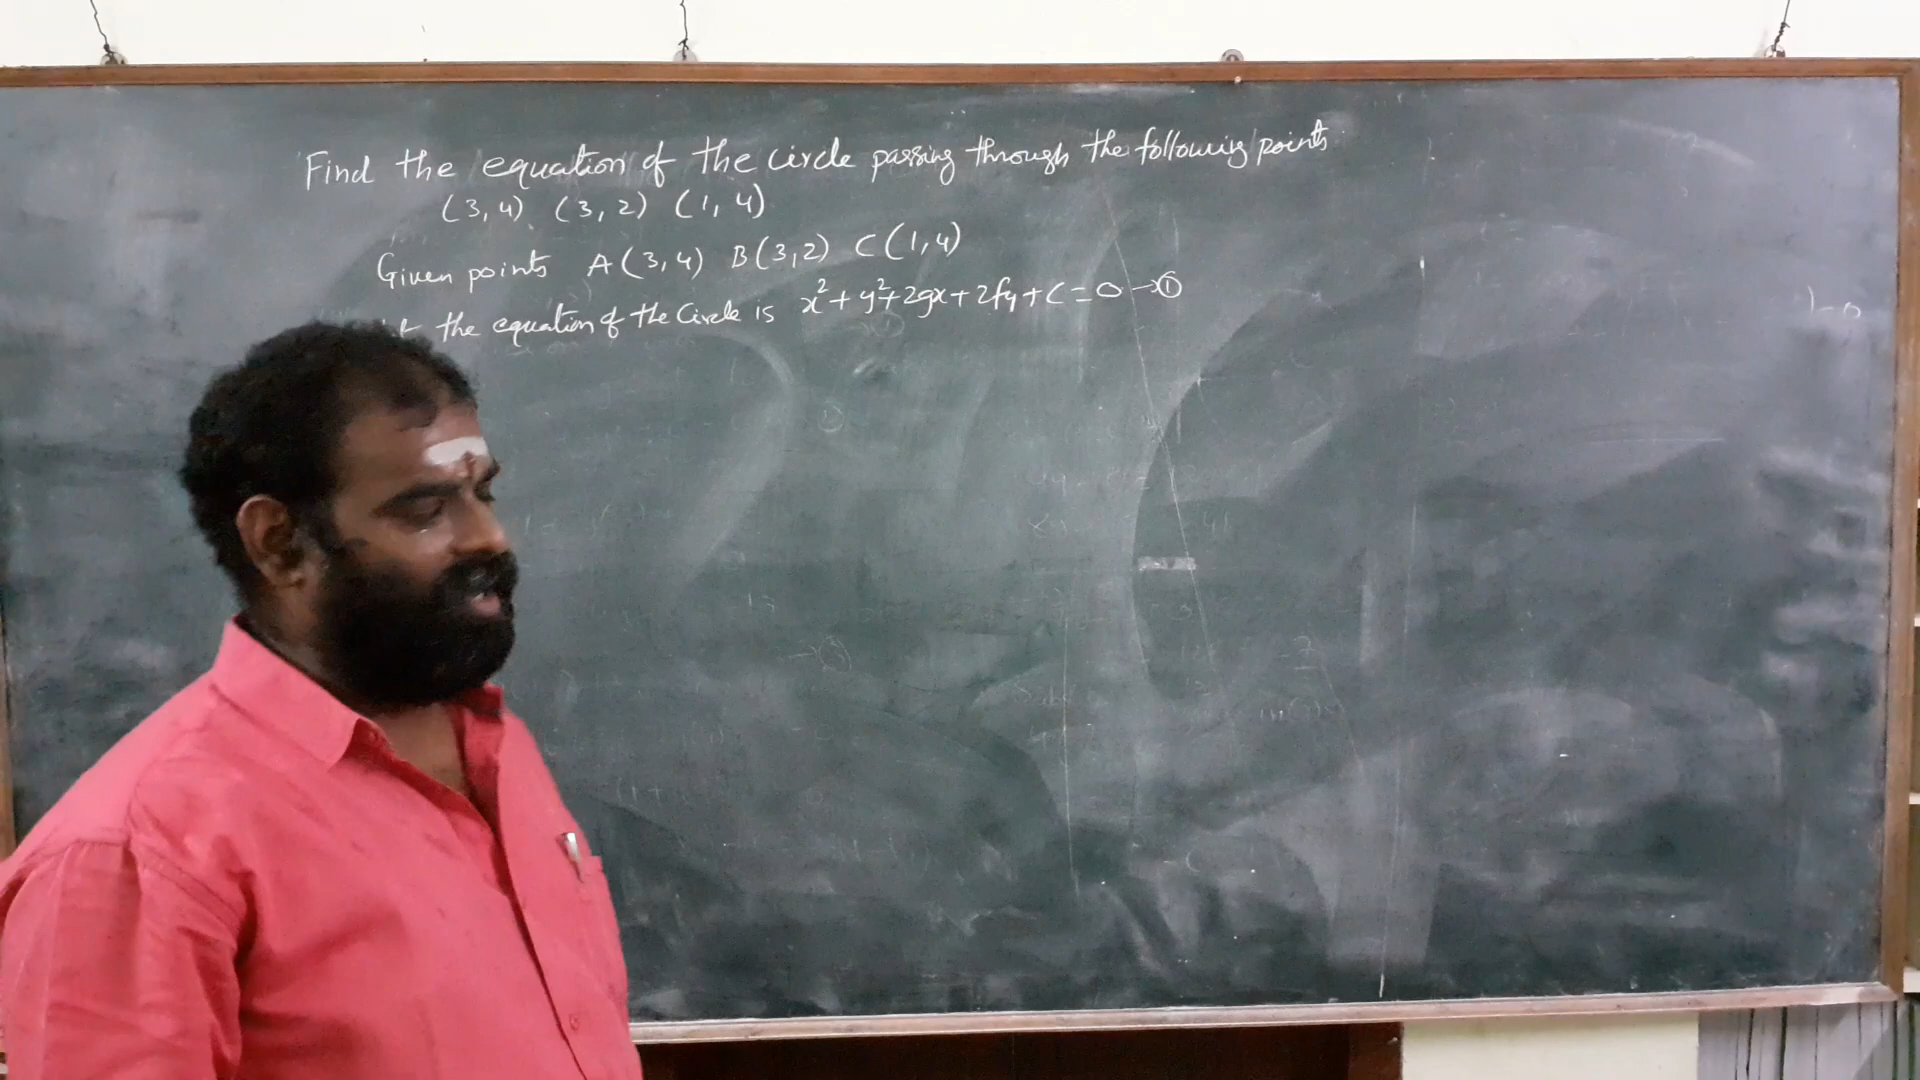 Find the equation of the circle passing through the following points
(3,4) (3,2) (1,4)
Given points A(3,4) B(3,2) C(1,4)
the equation of the Circle is x²+y²+2gx+2fy+c=0 →①